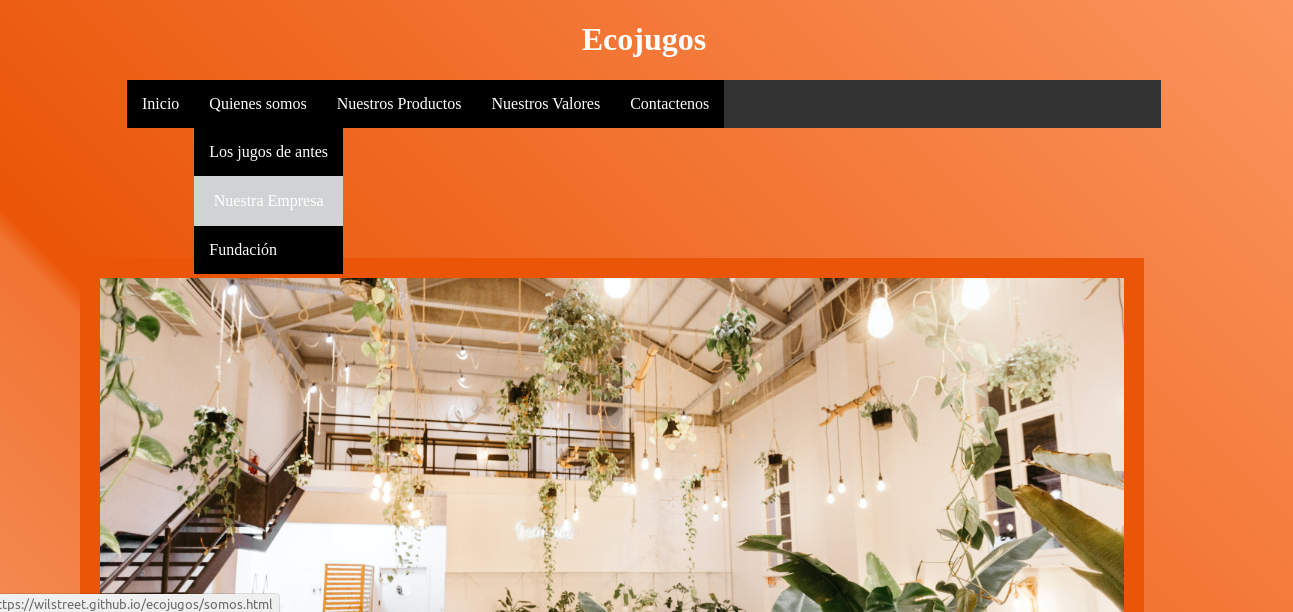 Ecojugos
Inicio Quienes somos Nuestros Productos Nuestros Valores Contactenos
Los jugos de antes
Nuestra Empresa
Fundación
ttps://wilstreet.github.io/ecojugos/somos.html